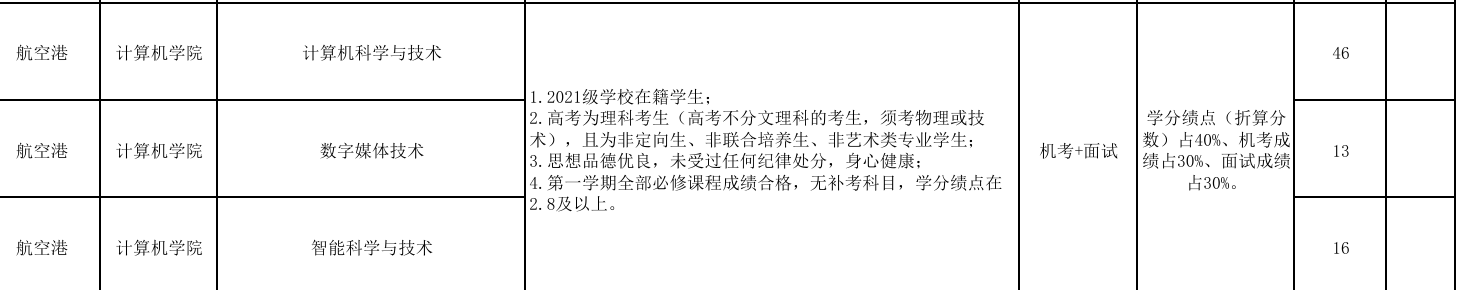 航空港
计算机学院
计算机科学与技术
46
航空港
计算机学院
数字媒体技术
1.2021级学校在籍学生；
2.高考为理科考生（高考不分文理科的考生，须考物理或技
术），且为非定向生、非联合培养生、非艺术类专业学生；
3.思想品德优良，未受过任何纪律处分，身心健康；
4.第一学期全部必修课程成绩合格，无补考科目，学分绩点在
2.8及以上。
机考+面试
学分绩点（折算分
数）占40%、机考成
绩占30%、面试成绩
占30%。
13
航空港
计算机学院
智能科学与技术
16